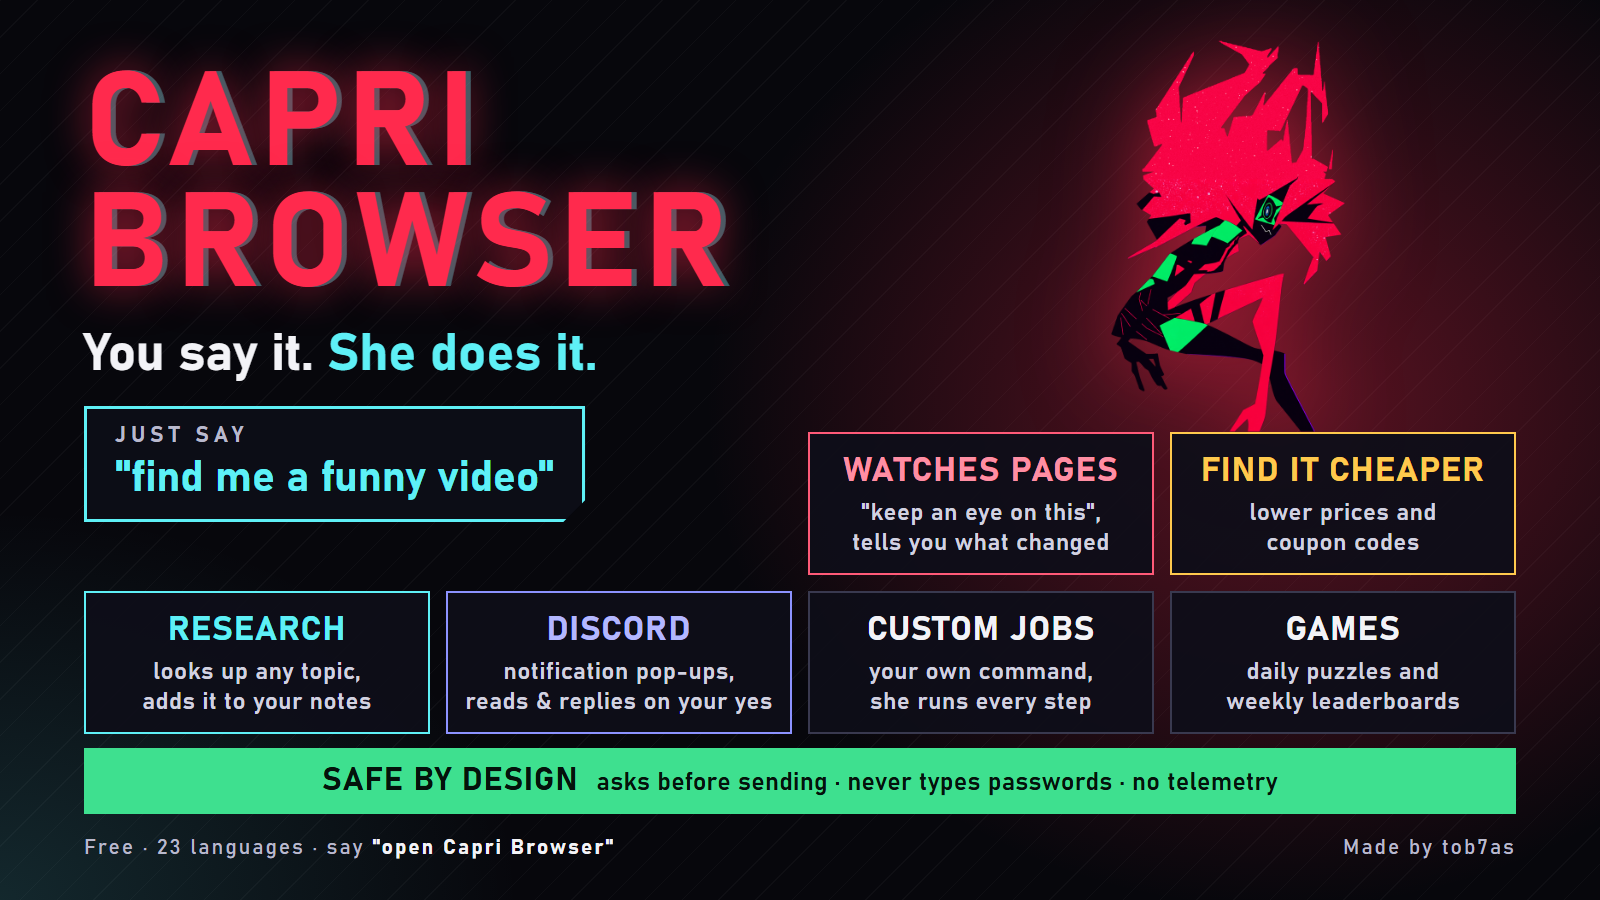 CAPRI
BROWSER
You say it. She does it.
JUST SAY
"find me a funny video"
WATCHES PAGES
"keep an eye on this",
tells you what changed
FIND IT CHEAPER
lower prices and
coupon codes
RESEARCH
looks up any topic,
adds it to your notes
DISCORD
notification pop-ups,
reads & replies on your yes
CUSTOM JOBS
your own command,
she runs every step
GAMES
daily puzzles and
weekly leaderboards
SAFE BY DESIGN asks before sending · never types passwords · no telemetry
Free · 23 languages · say "open Capri Browser"
Made by tob7as